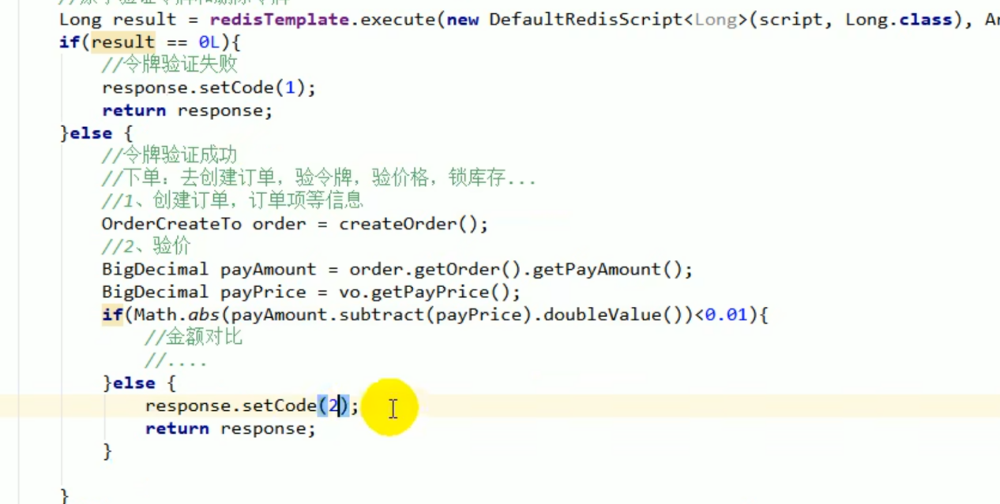 Long result = redisTemplate.execute(new DefaultRedisScript<Long>(script, Long.class),
if(result == 0L){
//令牌验证失败
response.setCode(1);
return response;
}else {
//令牌验证成功
//下单：去创建订单，验令牌，验价格，锁库存...
//1、创建订单，订单项等信息
OrderCreateTo order = createOrder();
//2、验价
BigDecimal payAmount = order.getOrder().getPayAmount();
BigDecimal payPrice = vo.getPayPrice();
if(Math.abs(payAmount.subtract(payPrice).doubleValue())<0.01){
//金额对比
//....
}else {
response.setCode(2);
return response;
}
}